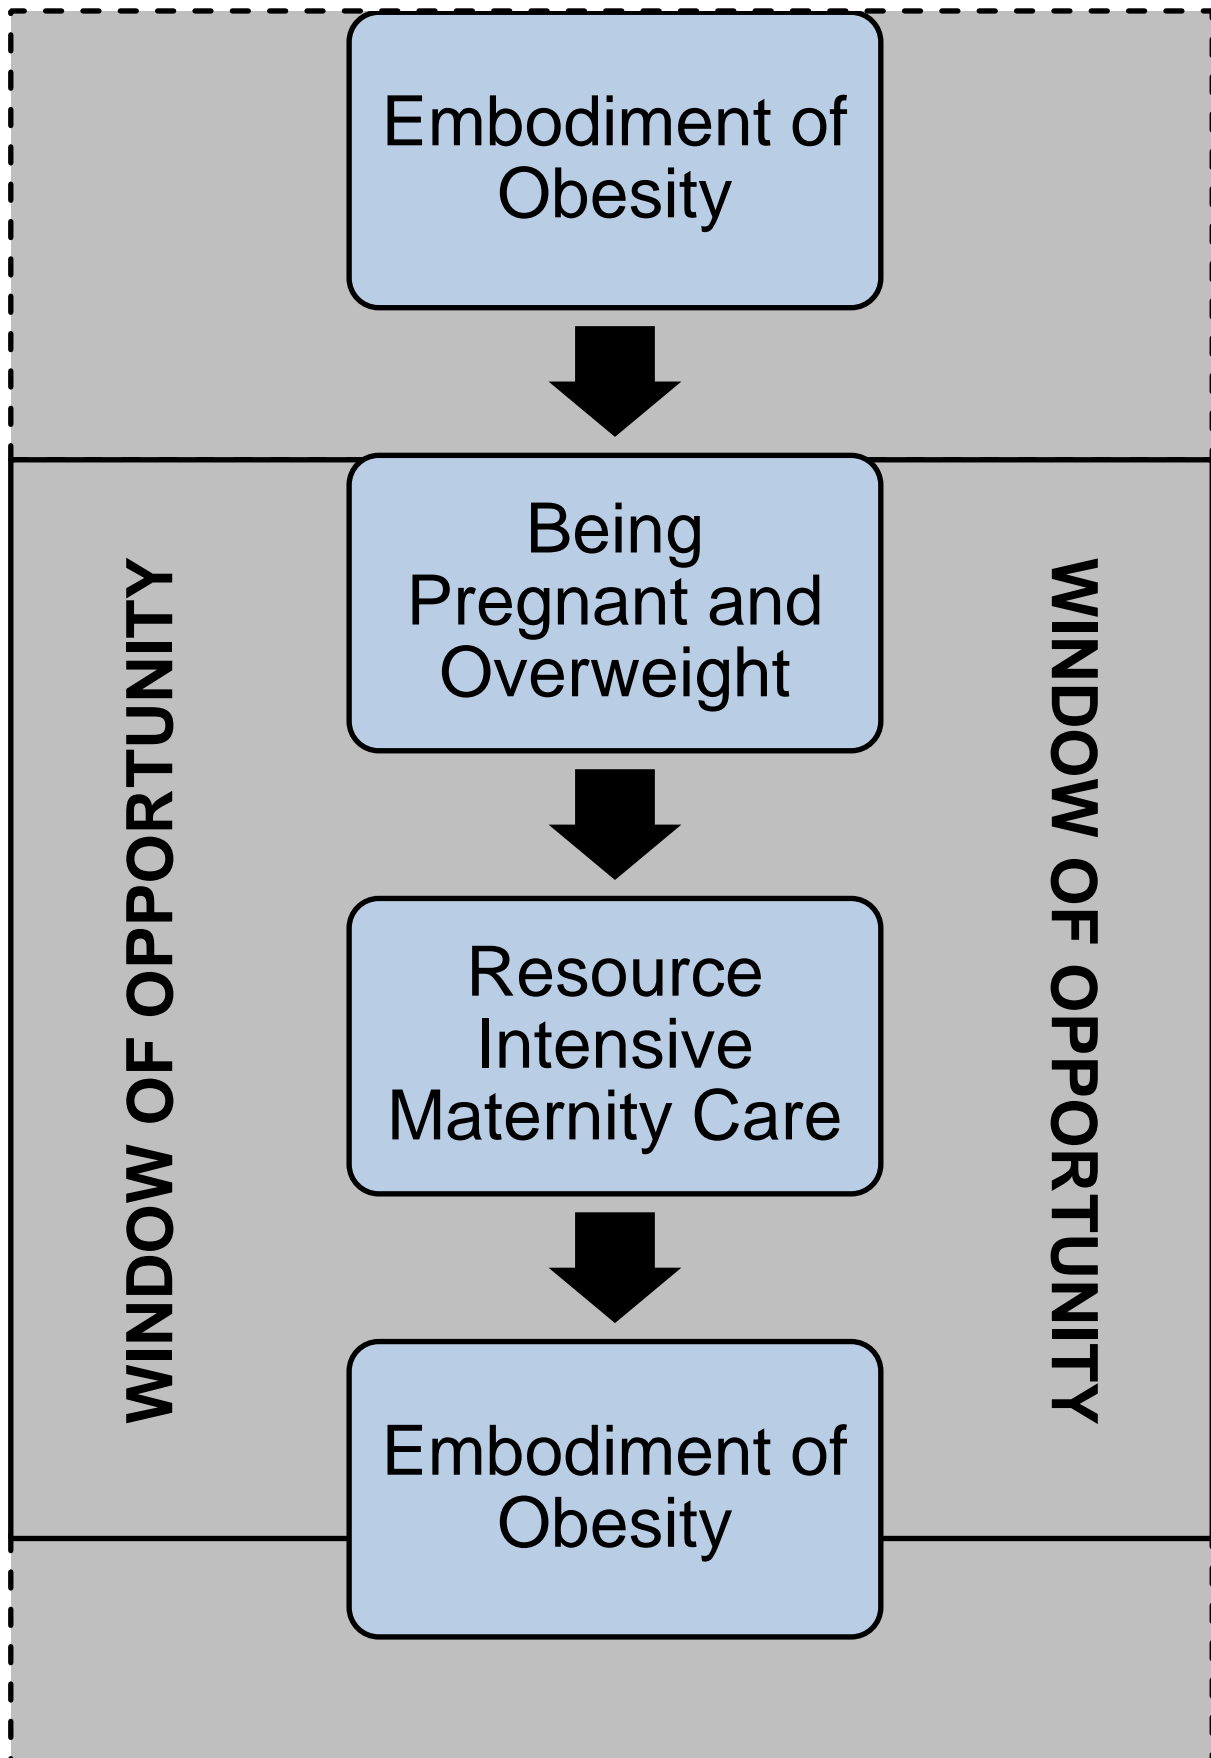 Embodiment of
Obesity
Being
Pregnant and
Overweight
WINDOW OF OPPORTUNITY
WINDOW OF OPPORTUNITY
Resource
Intensive
Maternity Care
Embodiment of
Obesity